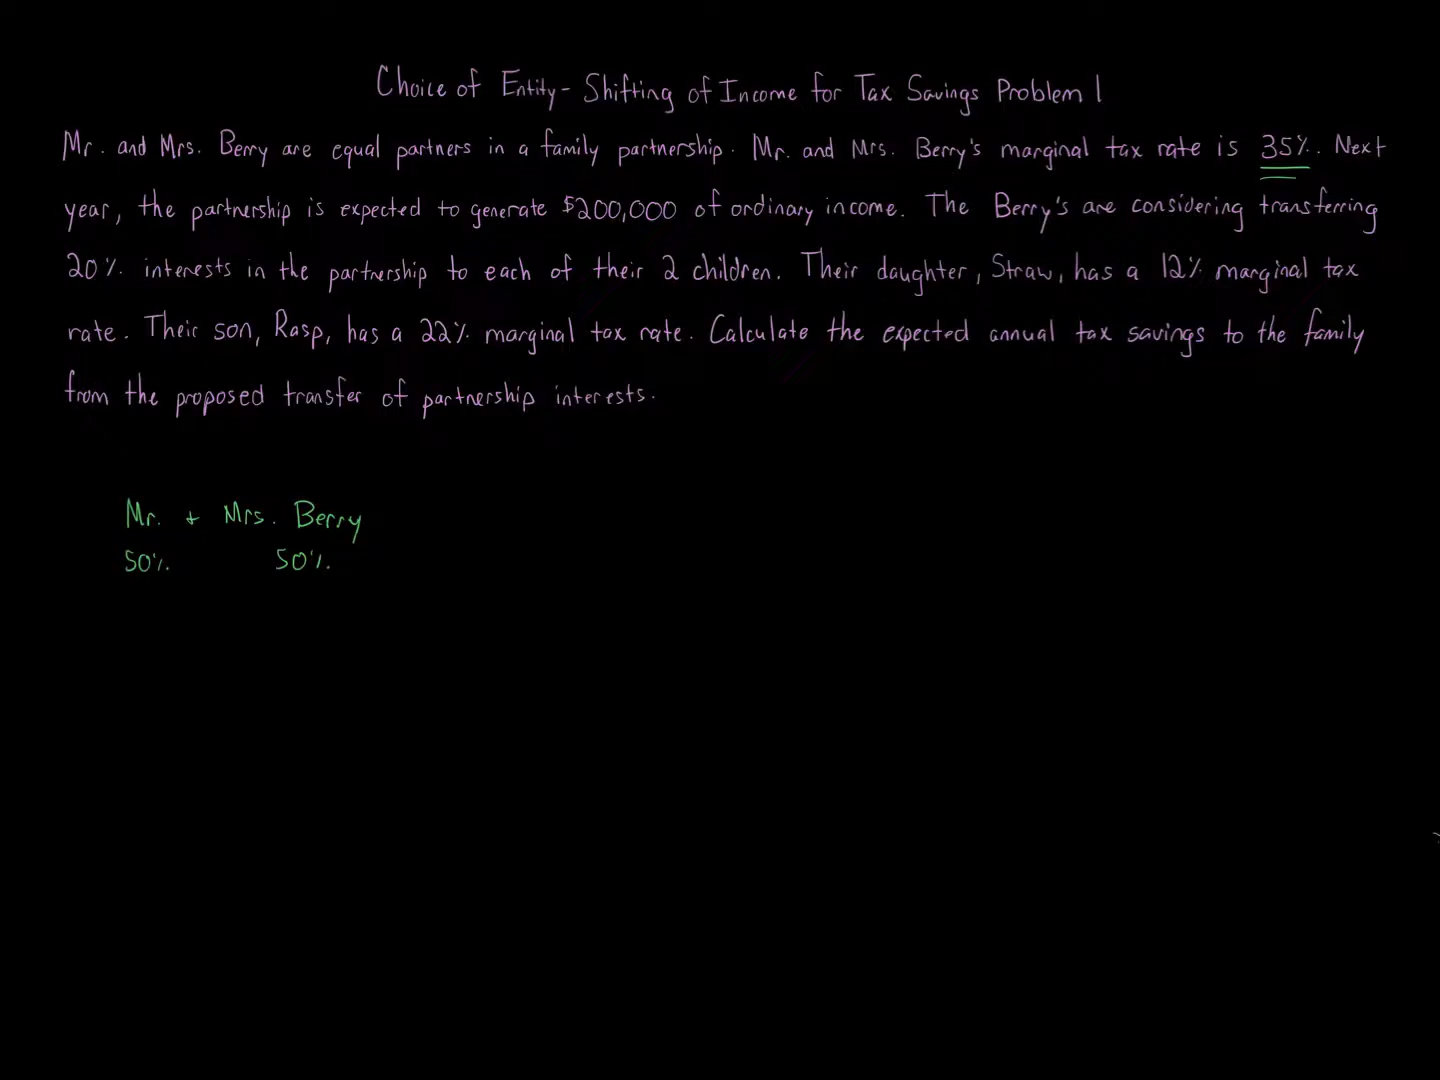 Choice of Entity- Shifting of Income for Tax Savings Problem 1
Mr. and Mrs. Berry are equal partners in a family partnership. Mr. and Mrs. Berry's marginal tax rate is 35%. Next
year, the partnership is expected to generate $200,000 of ordinary income. The Berry's are considering transferring
20% interests in the partnership to each of their 2 children. Their daughter, Straw, has a 12% marginal tax
rate. Their son, Rasp, has a 22% marginal tax rate. Calculate the expected annual tax savings to the family
from the proposed transfer of partnership interests.
Mr. + Mrs. Berry
50% 50%